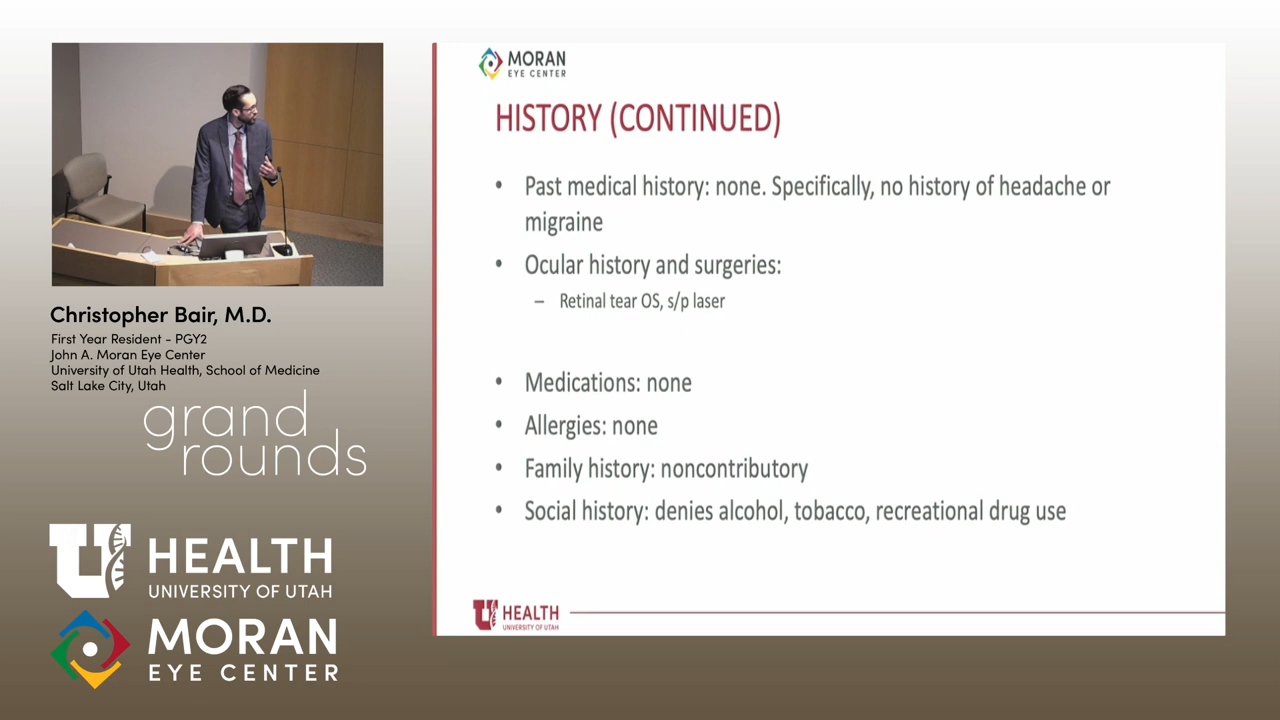 Christopher Bair, M.D.
First Year Resident - PGY2
John A. Moran Eye Center
University of Utah Health, School of Medicine
Salt Lake City, Utah
grand
rounds
U HEALTH
UNIVERSITY OF UTAH
MORAN
EYE CENTER
MORAN
EYE CENTER
HISTORY (CONTINUED)
• Past medical history: none. Specifically, no history of headache or
migraine
• Ocular history and surgeries:
– Retinal tear OS, s/p laser
• Medications: none
• Allergies: none
• Family history: noncontributory
• Social history: denies alcohol, tobacco, recreational drug use
U HEALTH
UNIVERSITY OF UTAH